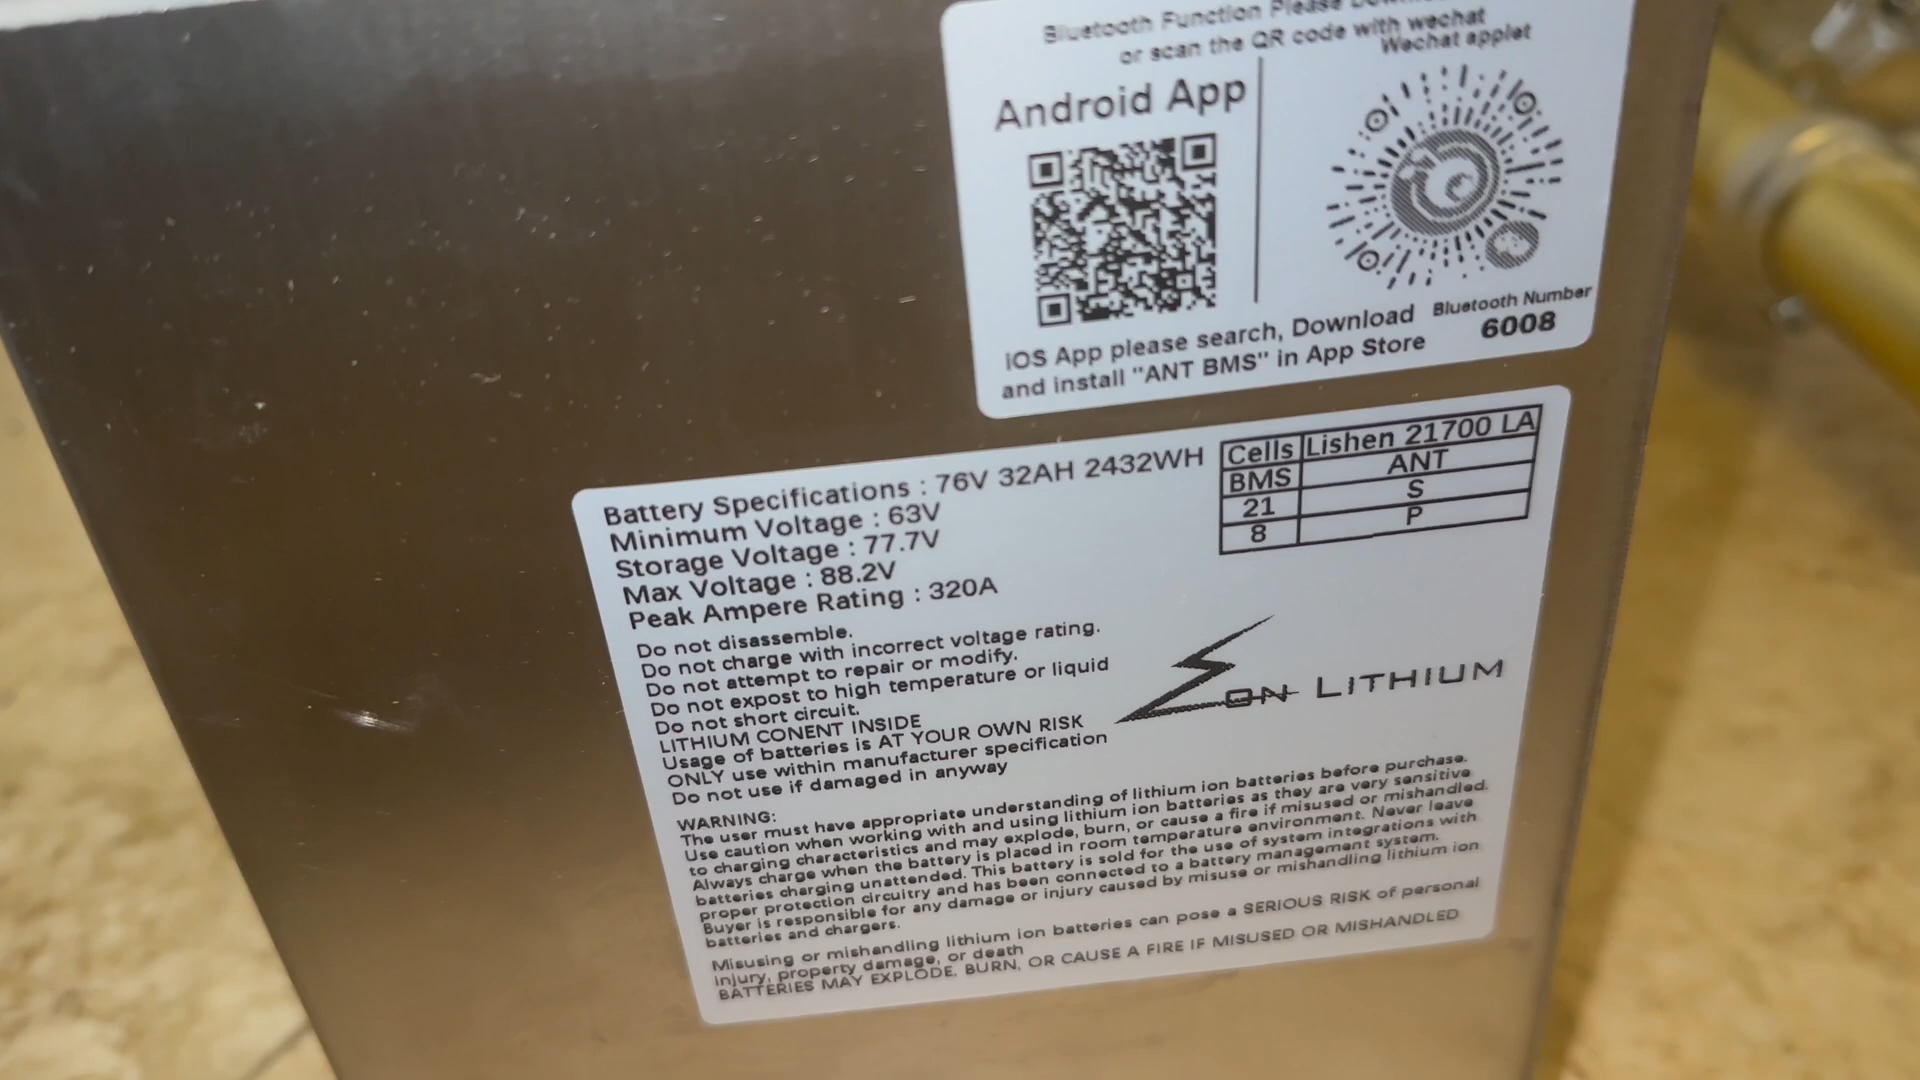 Bluetooth Function Please
or scan the QR code with wechat
Wechat applet
Android App
iOS App please search, Download
and install "ANT BMS" in App Store
Bluetooth Number
6008
Battery Specifications : 76V 32AH 2432WH
Minimum Voltage : 63V
Storage Voltage : 77.7V
Max Voltage : 88.2V
Peak Ampere Rating : 320A
Cells Lishen 21700 LA
BMS ANT
21 S
8 P
Do not disassemble.
Do not charge with incorrect voltage rating.
Do not attempt to repair or modify.
Do not expost to high temperature or liquid
Do not short circuit.
LITHIUM CONENT INSIDE
Usage of batteries is AT YOUR OWN RISK
ONLY use within manufacturer specification
Do not use if damaged in anyway
EON LITHIUM
WARNING:
The user must have appropriate understanding of lithium ion batteries before purchase.
Use caution when working with and using lithium ion batteries as they are very sensitive
to charging characteristics and may explode, burn, or cause a fire if misused or mishandled.
Always charge when the battery is placed in room temperature environment. Never leave
batteries charging unattended. This battery is sold for the use of system integrations with
proper protection circuitry and has been connected to a battery management system.
Buyer is responsible for any damage or injury caused by misuse or mishandling lithium ion
batteries and chargers.
Misusing or mishandling lithium ion batteries can pose a SERIOUS RISK of personal
injury, property damage, or death
BATTERIES MAY EXPLODE, BURN, OR CAUSE A FIRE IF MISUSED OR MISHANDLED